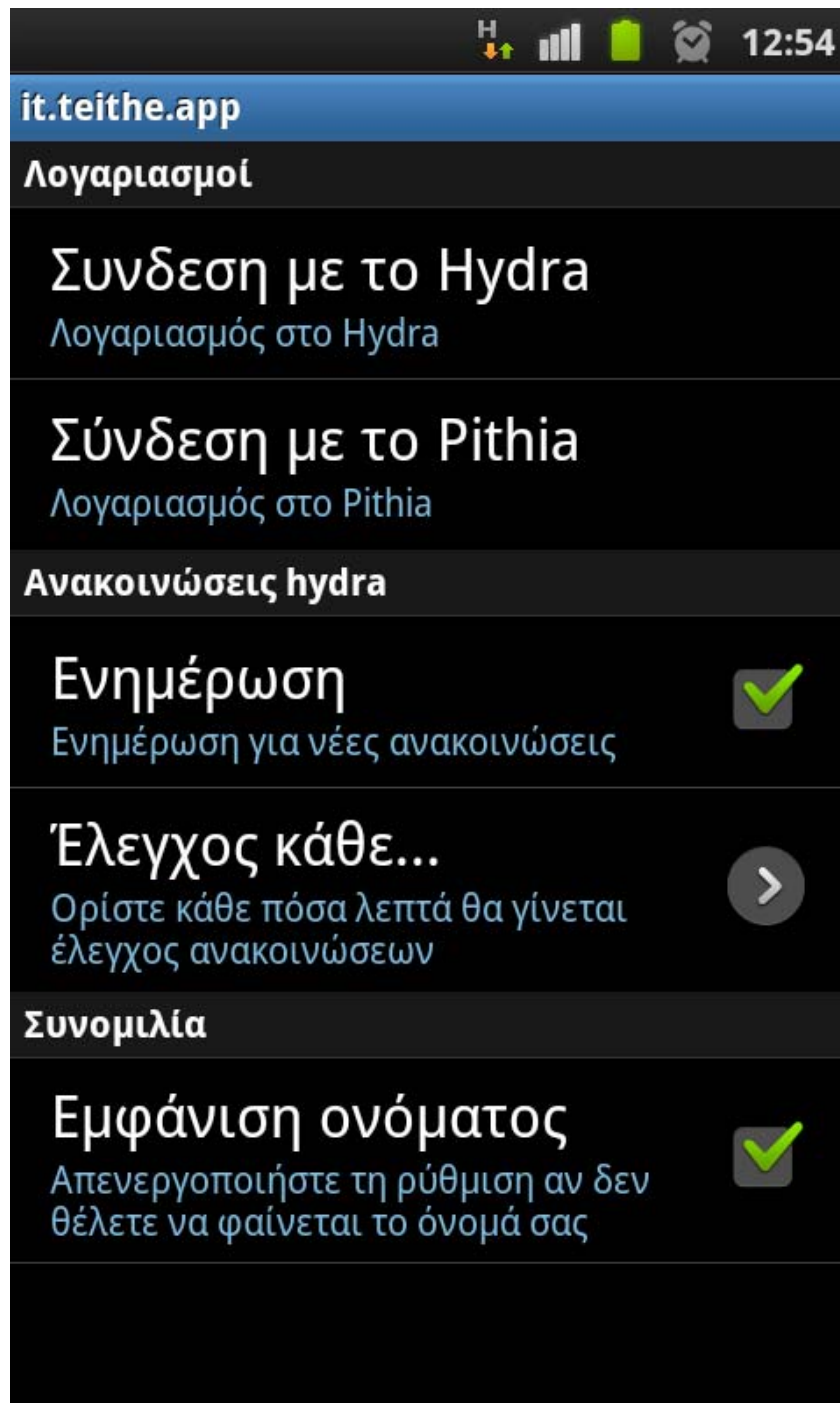 H 12:54
it.teithe.app
Λογαριασμοί
Συνδεση με το Hydra
Λογαριασμός στο Hydra
Σύνδεση με το Pithia
Λογαριασμός στο Pithia
Ανακοινώσεις hydra
Ενημέρωση
Ενημέρωση για νέες ανακοινώσεις
Έλεγχος κάθε...
Ορίστε κάθε πόσα λεπτά θα γίνεται
έλεγχος ανακοινώσεων
Συνομιλία
Εμφάνιση ονόματος
Απενεργοποιήστε τη ρύθμιση αν δεν
θέλετε να φαίνεται το όνομά σας